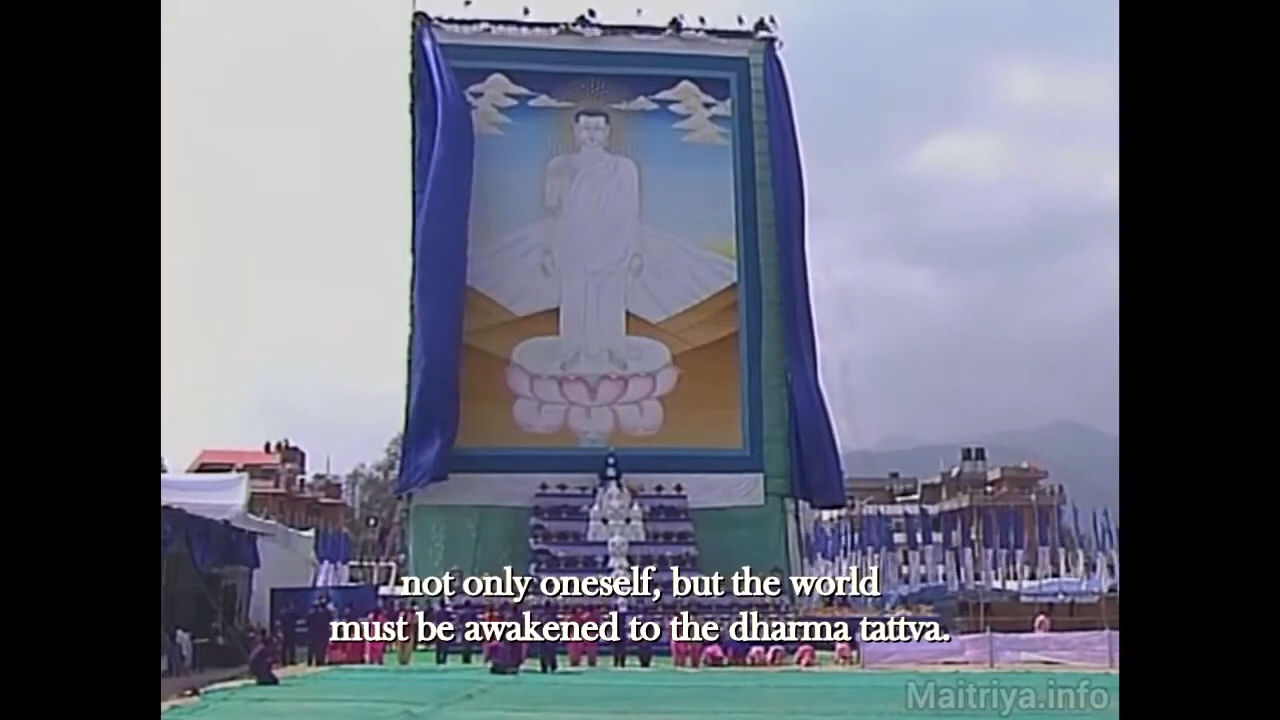 not only oneself, but the world
must be awakened to the dharma tattva.
Maitriya.info